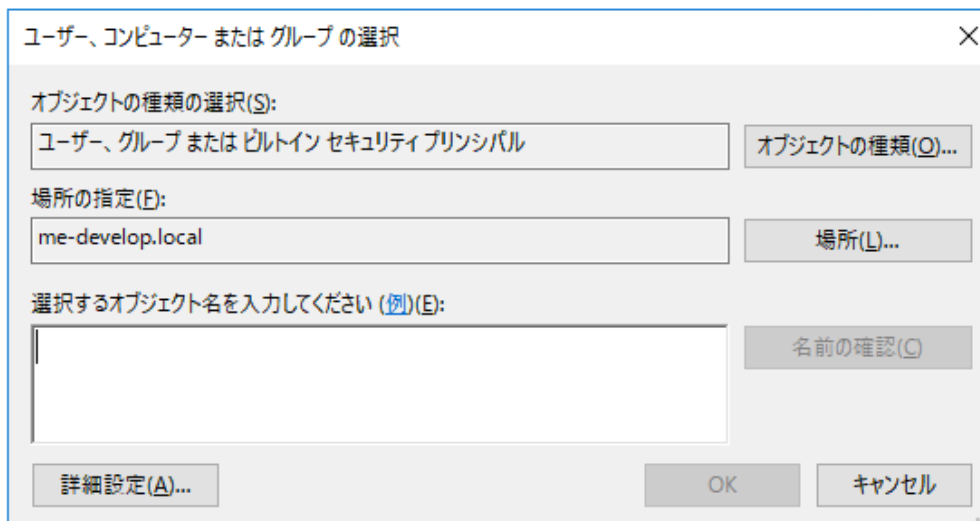 ユーザー、コンピューター または グループ の選択
オブジェクトの種類の選択(S):
ユーザー、グループ または ビルトイン セキュリティ プリンシパル
オブジェクトの種類(O)...
場所の指定(F):
me-develop.local
場所(L)...
選択するオブジェクト名を入力してください (例)(E):
名前の確認(C)
詳細設定(A)...
OK
キャンセル